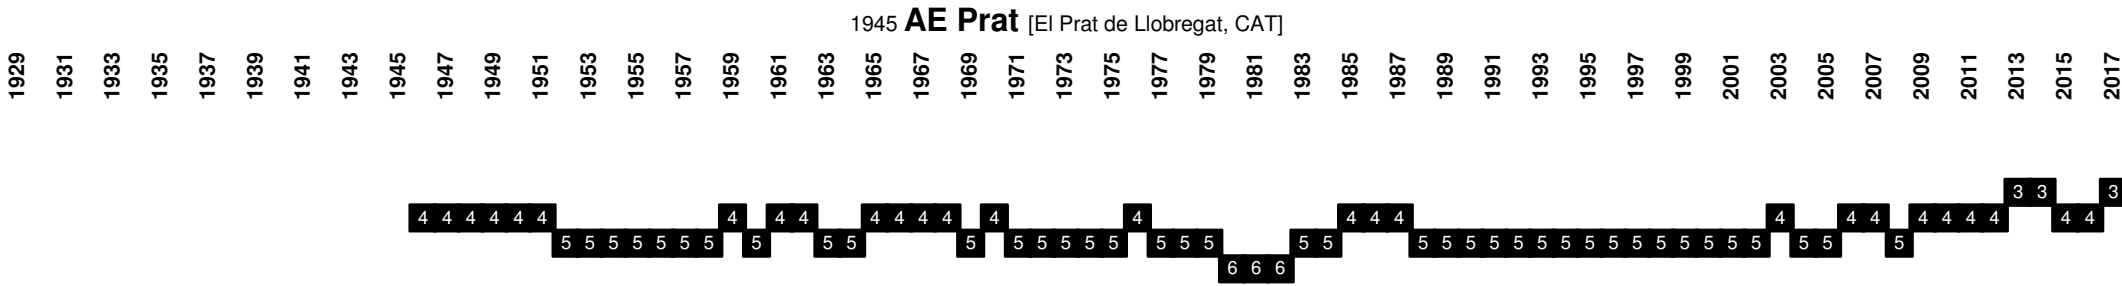 1945 AE Prat [El Prat de Llobregat, CAT]
1929 1931 1933 1935 1937 1939 1941 1943 1945 1947 1949 1951 1953 1955 1957 1959 1961 1963 1965 1967 1969 1971 1973 1975 1977 1979 1981 1983 1985 1987 1989 1991 1993 1995 1997 1999 2001 2003 2005 2007 2009 2011 2013 2015 2017
3 3 3
4 4 4 4 4 4 4 4 4 4 4 4 4 4 4 4 4 4 4 4 4 4 4 4 4 4 4
5 5 5 5 5 5 5 5 5 5 5 5 5 5 5 5 5 5 5 5 5 5 5 5 5 5 5 5 5 5 5 5 5 5 5 5 5 5 5
6 6 6